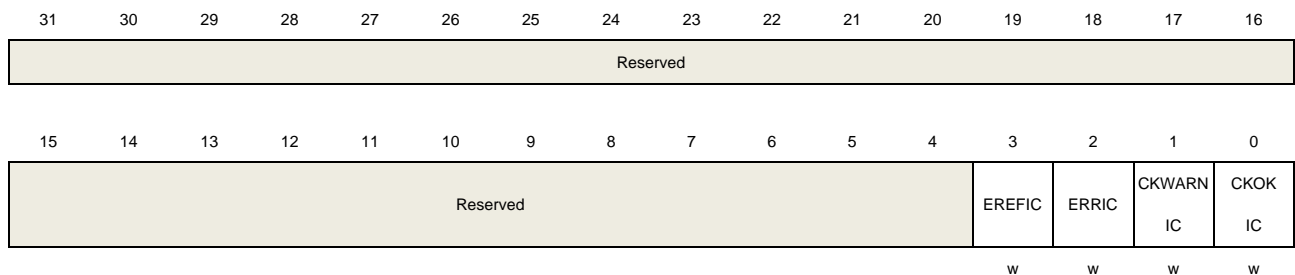 31 30 29 28 27 26 25 24 23 22 21 20 19 18 17 16
Reserved
15 14 13 12 11 10 9 8 7 6 5 4 3 2 1 0
Reserved EREFIC ERRIC CKWARN CKOK
IC IC
w w w w